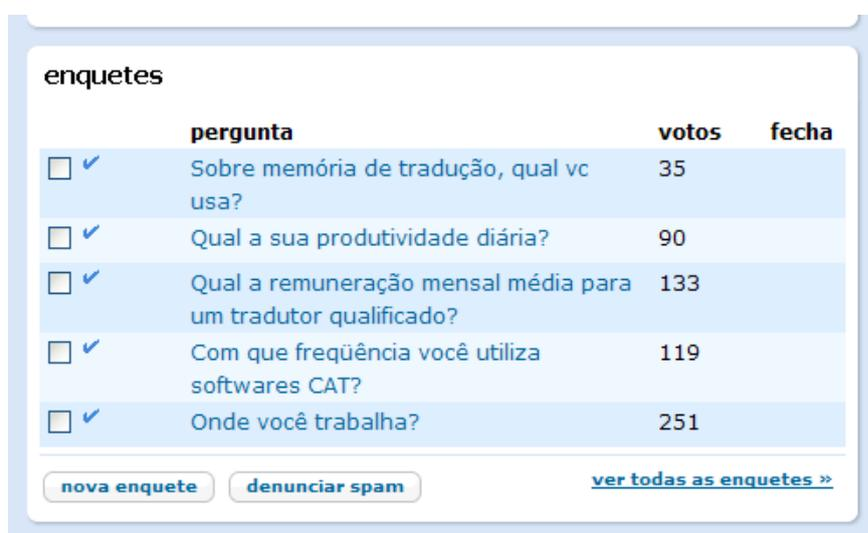 enquetes
pergunta votos fecha
Sobre memória de tradução, qual vc 35
usa?
Qual a sua produtividade diária? 90
Qual a remuneração mensal média para 133
um tradutor qualificado?
Com que freqüência você utiliza 119
softwares CAT?
Onde você trabalha? 251
nova enquete denunciar spam ver todas as enquetes »